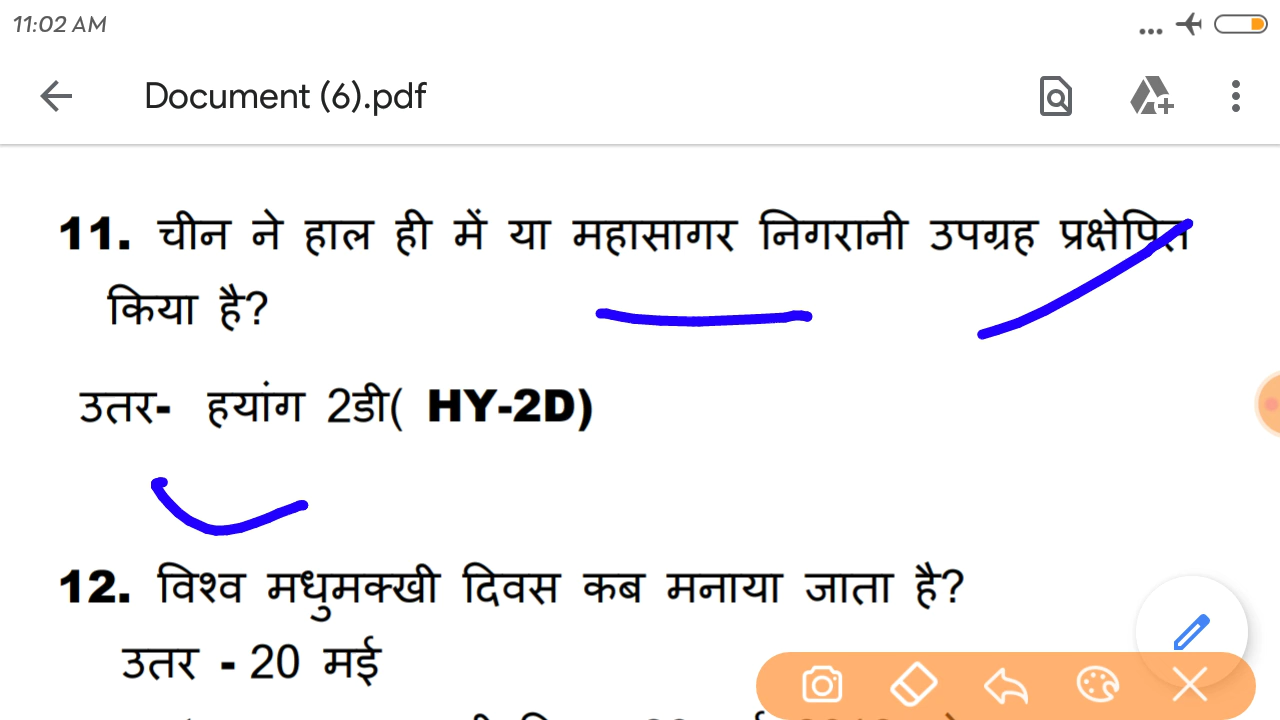 11:02 AM
Document (6).pdf
11. चीन ने हाल ही में या महासागर निगरानी उपग्रह प्रक्षेपित
किया है?
उतर- हयांग 2डी( HY-2D)
12. विश्व मधुमक्खी दिवस कब मनाया जाता है?
उतर - 20 मई